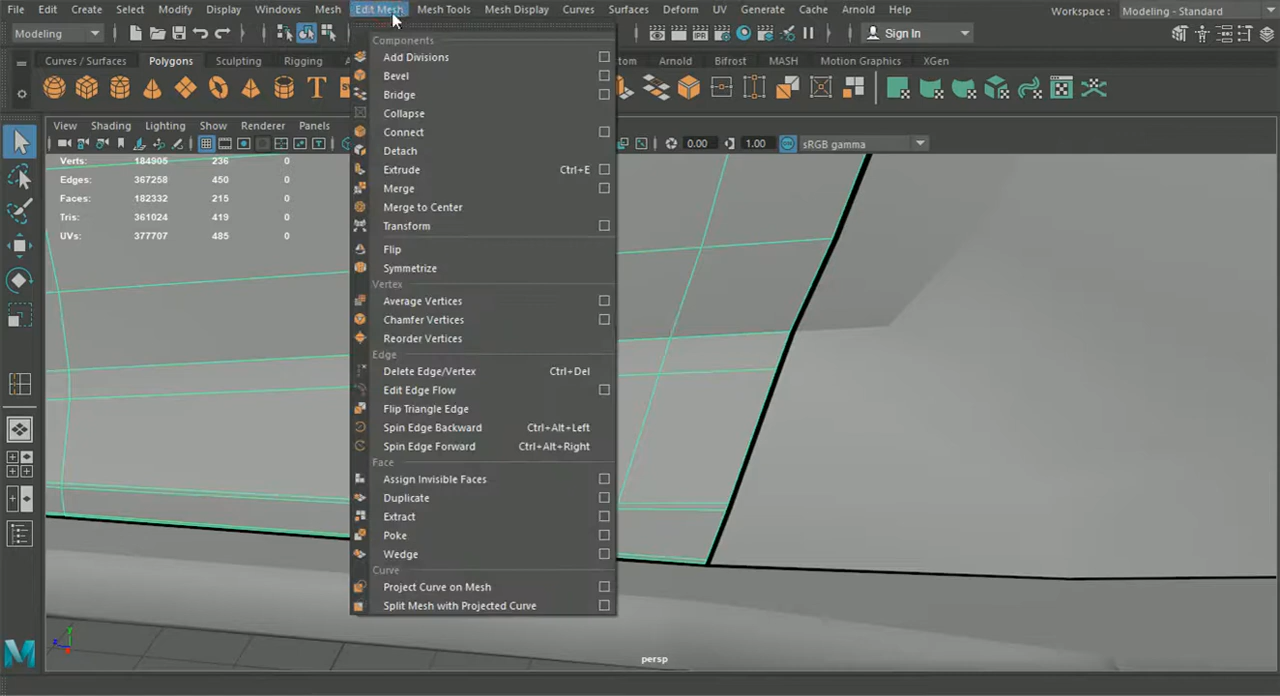 File Edit Create Select Modify Display Windows Mesh Edit Mesh Mesh Tools Mesh Display Curves Surfaces Deform UV Generate Cache Arnold Help Workspace: Modeling - Standard
Modeling Sign In
Curves / Surfaces Polygons Sculpting Rigging Arnold Bifrost MASH Motion Graphics XGen
View Shading Lighting Show Renderer Panels
0.00 1.00 sRGB gamma
Verts: 184905 236 0
Edges: 367258 450 0
Faces: 182332 215 0
Tris: 361024 419 0
UVs: 377707 485 0
Components
Add Divisions
Bevel
Bridge
Collapse
Connect
Detach
Extrude Ctrl+E
Merge
Merge to Center
Transform
Flip
Symmetrize
Vertex
Average Vertices
Chamfer Vertices
Reorder Vertices
Edge
Delete Edge/Vertex Ctrl+Del
Edit Edge Flow
Flip Triangle Edge
Spin Edge Backward Ctrl+Alt+Left
Spin Edge Forward Ctrl+Alt+Right
Face
Assign Invisible Faces
Duplicate
Extract
Poke
Wedge
Curve
Project Curve on Mesh
Split Mesh with Projected Curve
persp